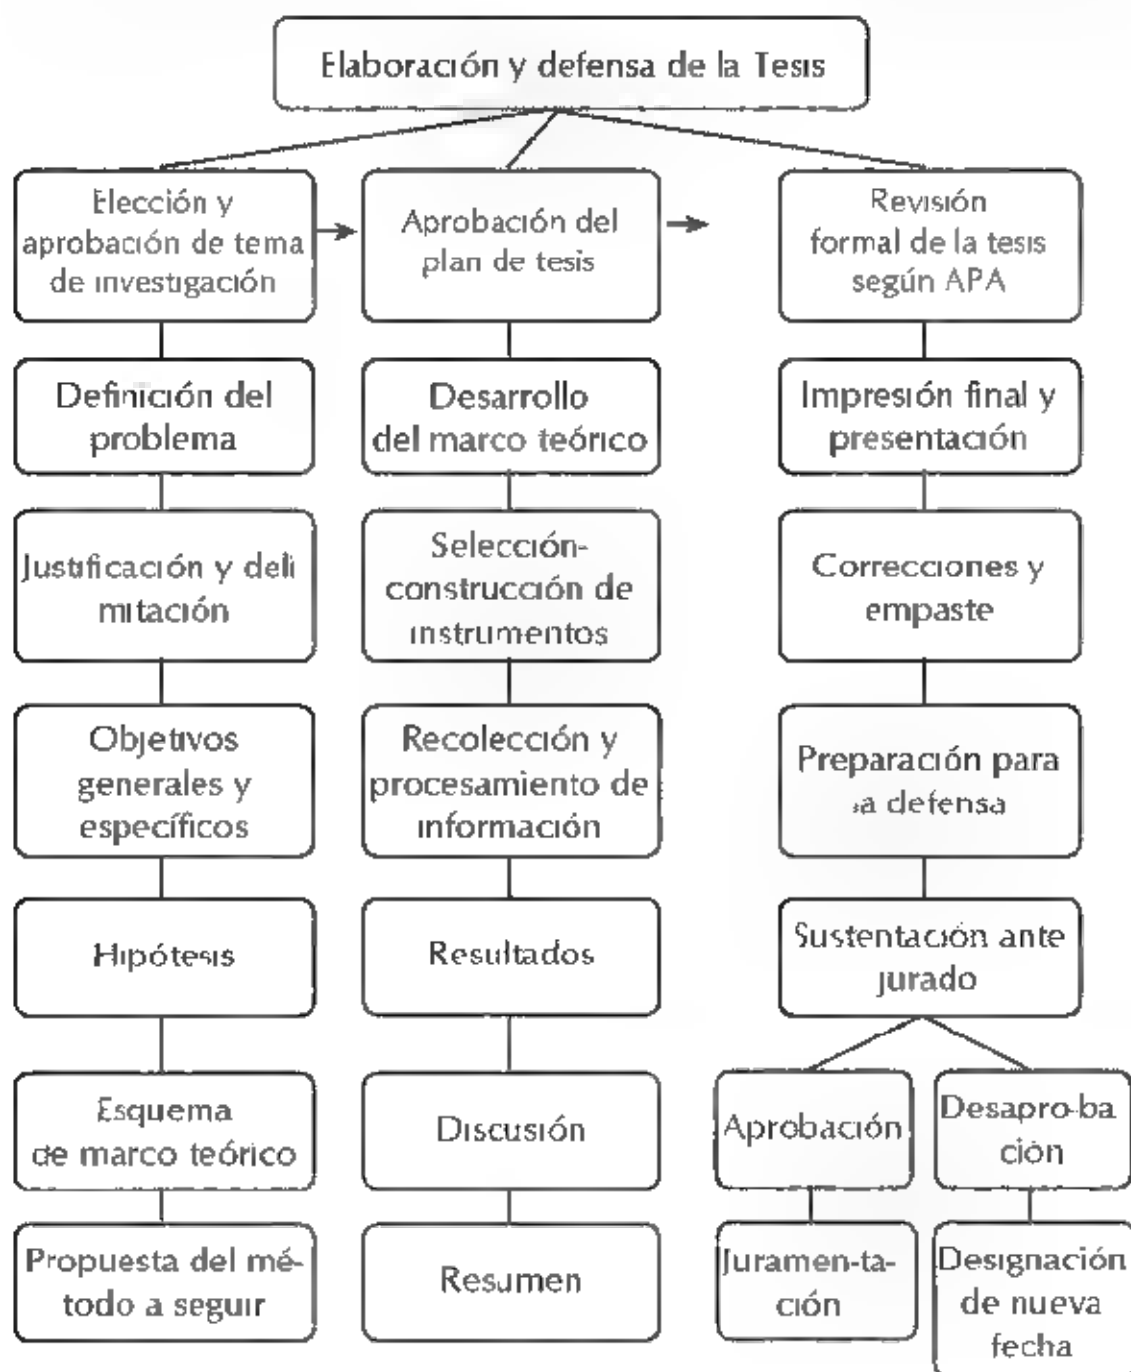 Elaboración y defensa de la Tesis
Elección y
aprobación de tema
de investigación
Aprobación del
plan de tesis
Revisión
formal de la tesis
según APA
Definición del
problema
Desarrollo
del marco teórico
Impresión final y
presentación
Justificación y deli
mitación
Selección-
construcción de
instrumentos
Correcciones y
empaste
Objetivos
generales y
específicos
Recolección y
procesamiento de
información
Preparación para
la defensa
Hipótesis
Resultados
Sustentación ante
jurado
Esquema
de marco teórico
Discusión
Aprobación
Desapro-ba
ción
Propuesta del mé-
todo a seguir
Resumen
Juramen-ta-
ción
Designación
de nueva
fecha